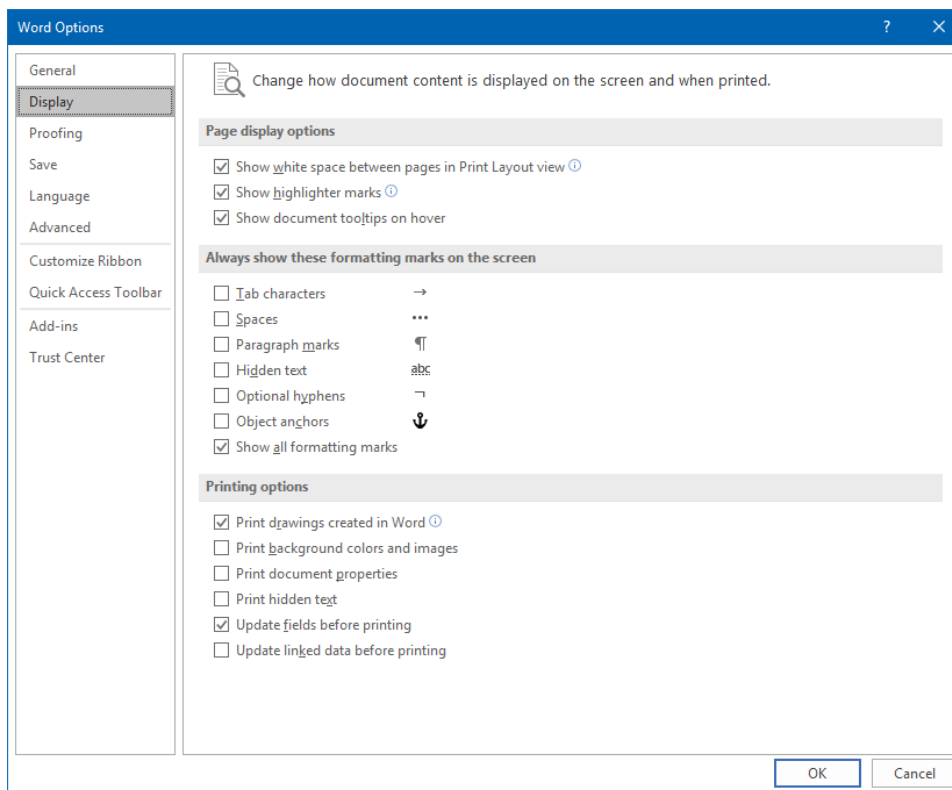 Word Options
?
General
Display
Proofing
Save
Language
Advanced
Customize Ribbon
Quick Access Toolbar
Add-ins
Trust Center
Change how document content is displayed on the screen and when printed.
Page display options
Show white space between pages in Print Layout view
Show highlighter marks
Show document tooltips on hover
Always show these formatting marks on the screen
Tab characters →
Spaces •••
Paragraph marks ¶
Hidden text abc
Optional hyphens ¬
Object anchors
Show all formatting marks
Printing options
Print drawings created in Word
Print background colors and images
Print document properties
Print hidden text
Update fields before printing
Update linked data before printing
OK Cancel